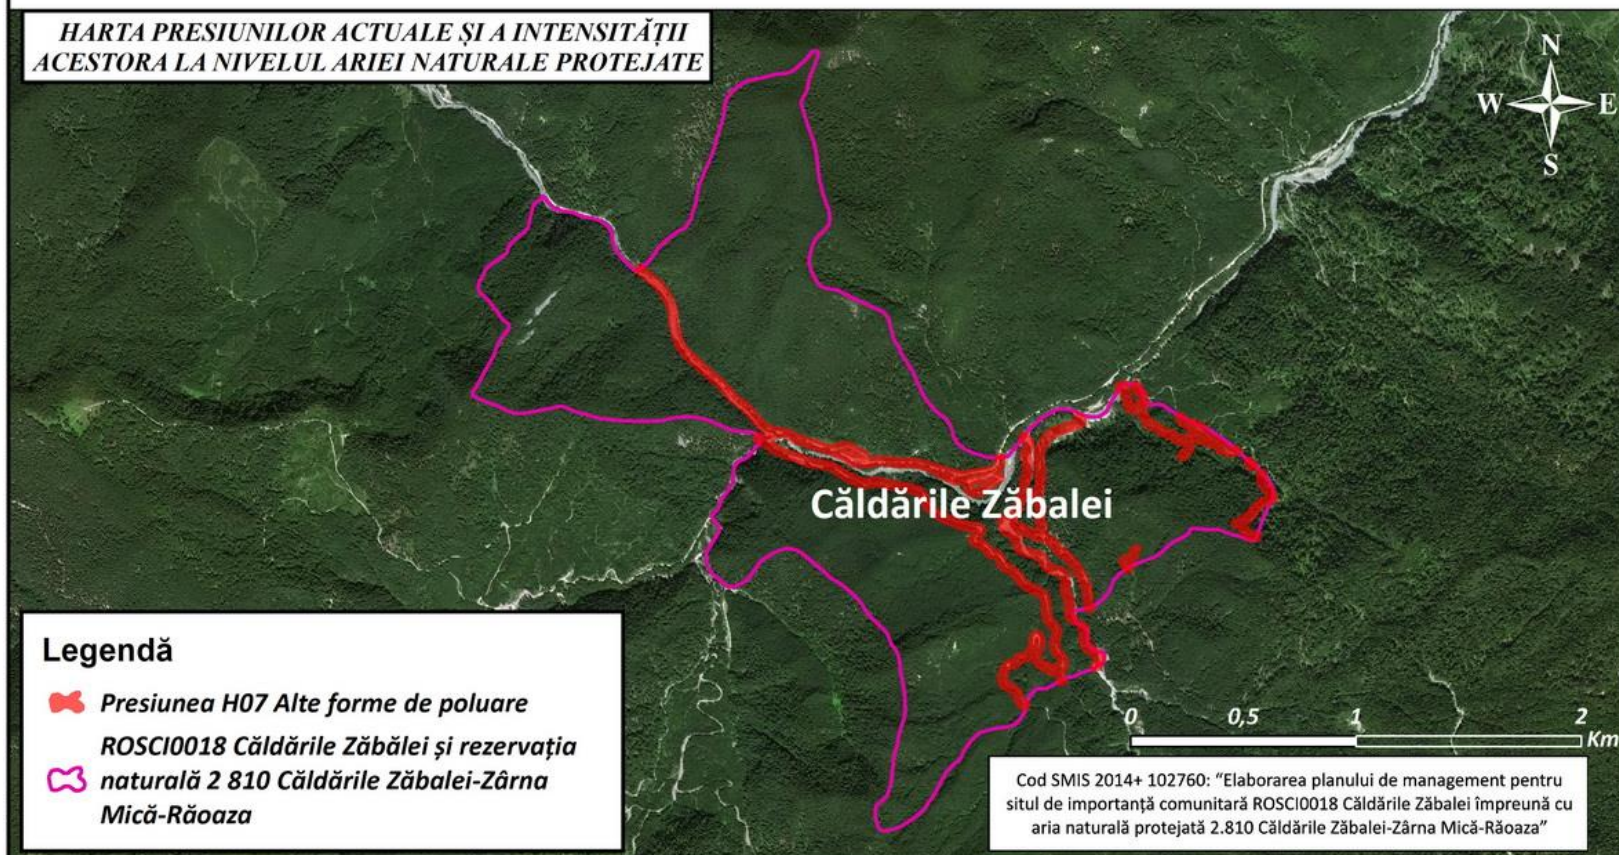 HARTA PRESIUNILOR ACTUALE ȘI A INTENSITĂȚII
ACESTORA LA NIVELUL ARIEI NATURALE PROTEJATE
N
W E
S
Căldările Zăbalei
Legendă
Presiunea H07 Alte forme de poluare
ROSCI0018 Căldările Zăbălei și rezervația
naturală 2 810 Căldările Zăbalei-Zârna
Mică-Răoaza
0 0,5 1 2
Km
Cod SMIS 2014+ 102760: “Elaborarea planului de management pentru
situl de importanță comunitară ROSCI0018 Căldările Zăbalei împreună cu
aria naturală protejată 2.810 Căldările Zăbalei-Zârna Mică-Răoaza”